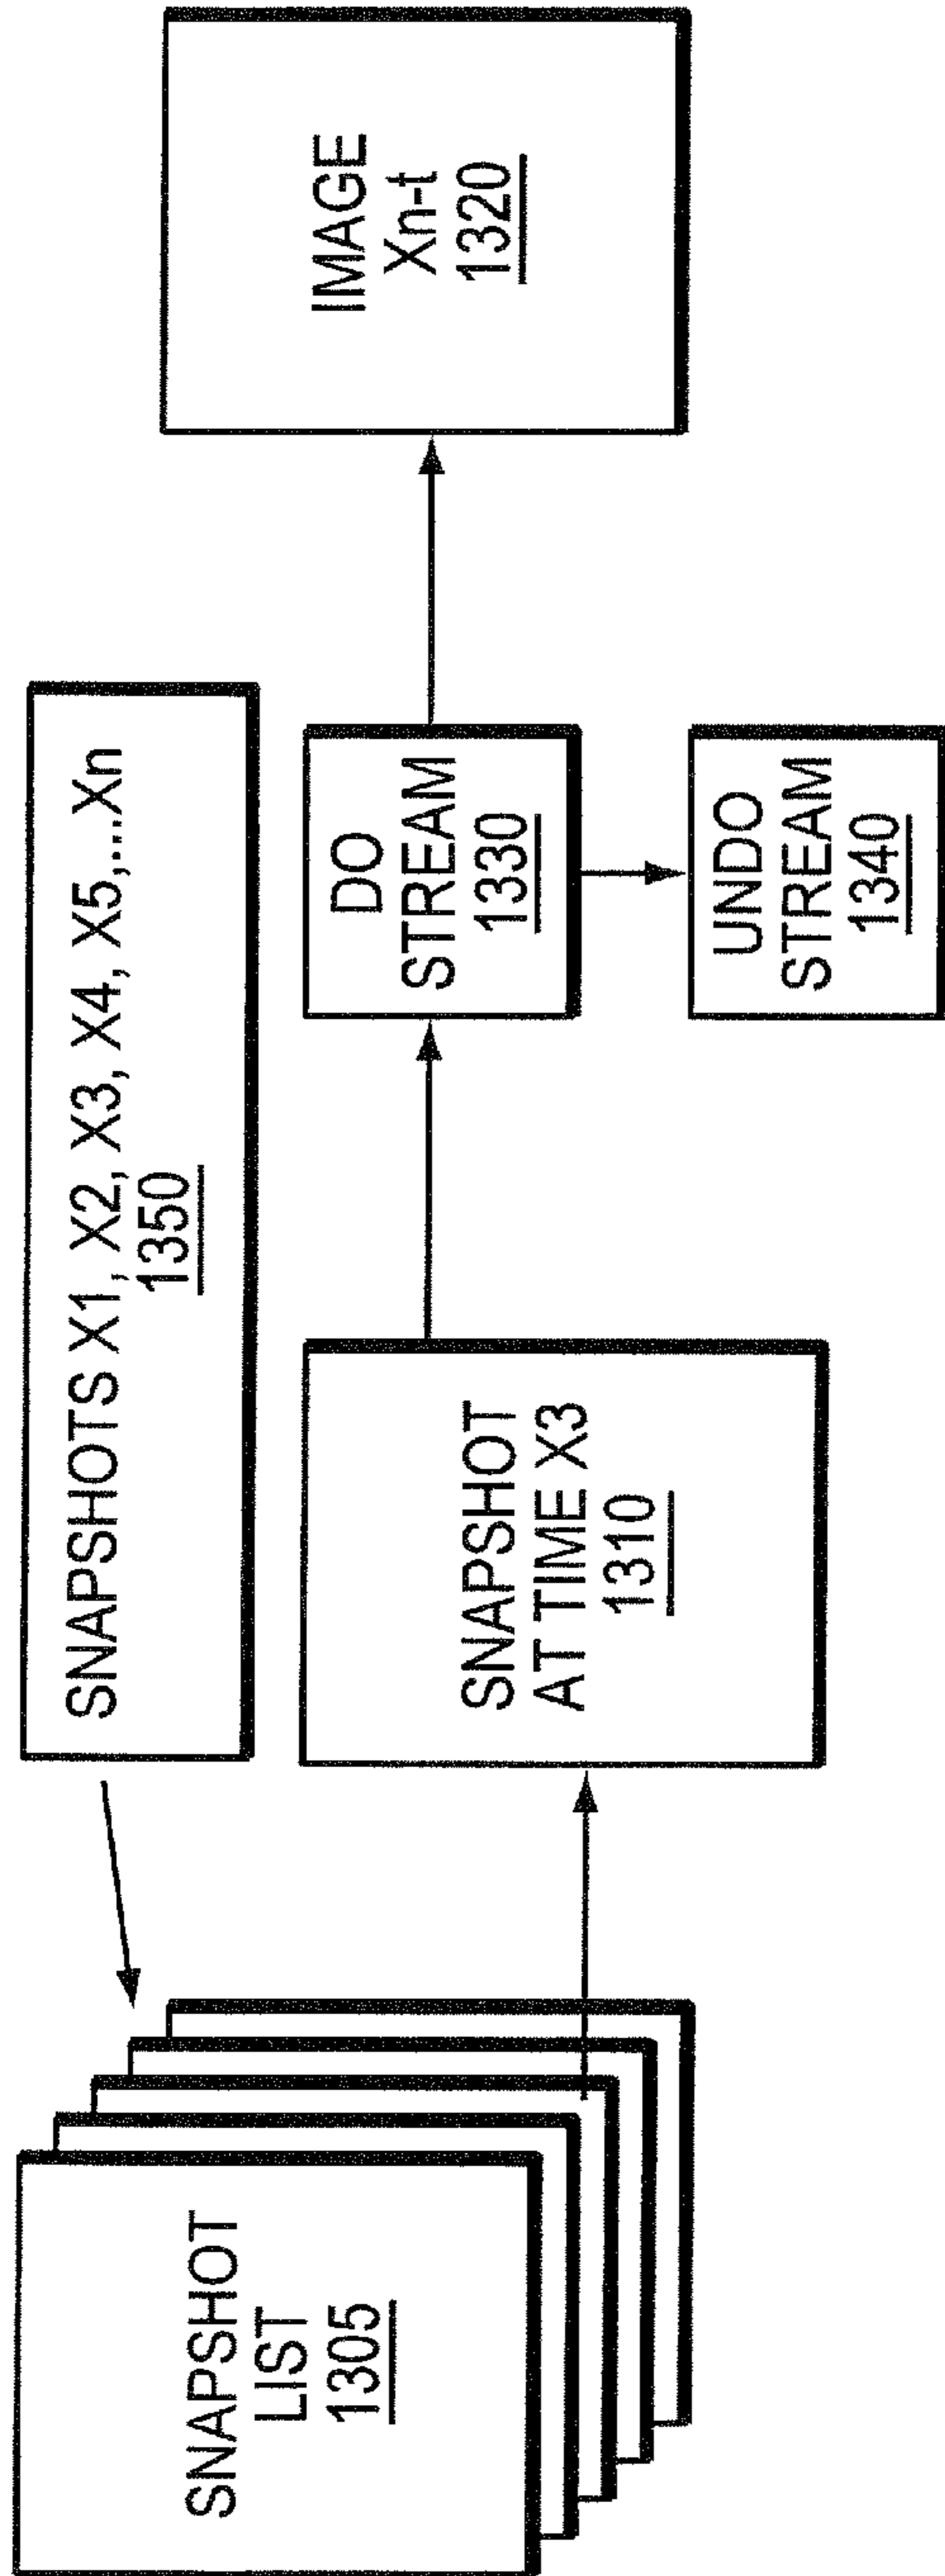 SNAPSHOTS X1, X2, X3, X4, X5,...Xn
1350
SNAPSHOT
LIST
1305
SNAPSHOT
AT TIME X3
1310
DO
STREAM
1330
UNDO
STREAM
1340
IMAGE
Xn-t
1320